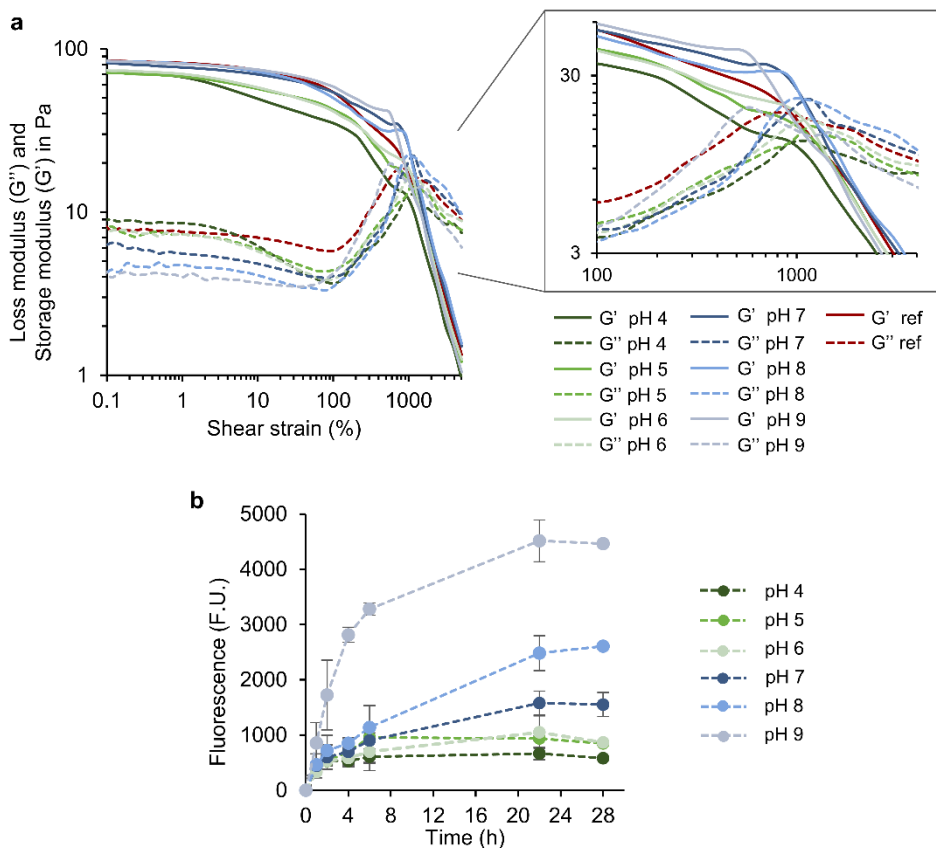 a
Loss modulus (G'') and
Storage modulus (G') in Pa
100
10
1
0.1
1
10
100
1000
Shear strain (%)
30
3
100
1000
G' pH 4
G'' pH 4
G' pH 5
G'' pH 5
G' pH 6
G'' pH 6
G' pH 7
G'' pH 7
G' pH 8
G'' pH 8
G' pH 9
G'' pH 9
G' ref
G'' ref
b
Fluorescence (F.U.)
5000
4000
3000
2000
1000
0
0
4
8
12
16
20
24
28
Time (h)
pH 4
pH 5
pH 6
pH 7
pH 8
pH 9